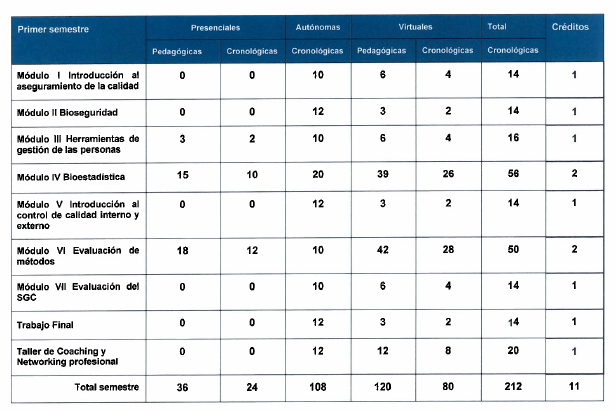 Primer semestre Presenciales Autónomas Virtuales Total Créditos
Pedagógicas Cronológicas Cronológicas Pedagógicas Cronológicas Cronológicas
Módulo I Introducción al
aseguramiento de la calidad 0 0 10 6 4 14 1
Módulo II Bioseguridad 0 0 12 3 2 14 1
Módulo III Herramientas de
gestión de las personas 3 2 10 6 4 16 1
Módulo IV Bioestadística 15 10 20 39 26 56 2
Módulo V Introducción al
control de calidad interno y
externo 0 0 12 3 2 14 1
Módulo VI Evaluación de
métodos 18 12 10 42 28 50 2
Módulo VII Evaluación del
SGC 0 0 10 6 4 14 1
Trabajo Final 0 0 12 3 2 14 1
Taller de Coaching y
Networking profesional 0 0 12 12 8 20 1
Total semestre 36 24 108 120 80 212 11